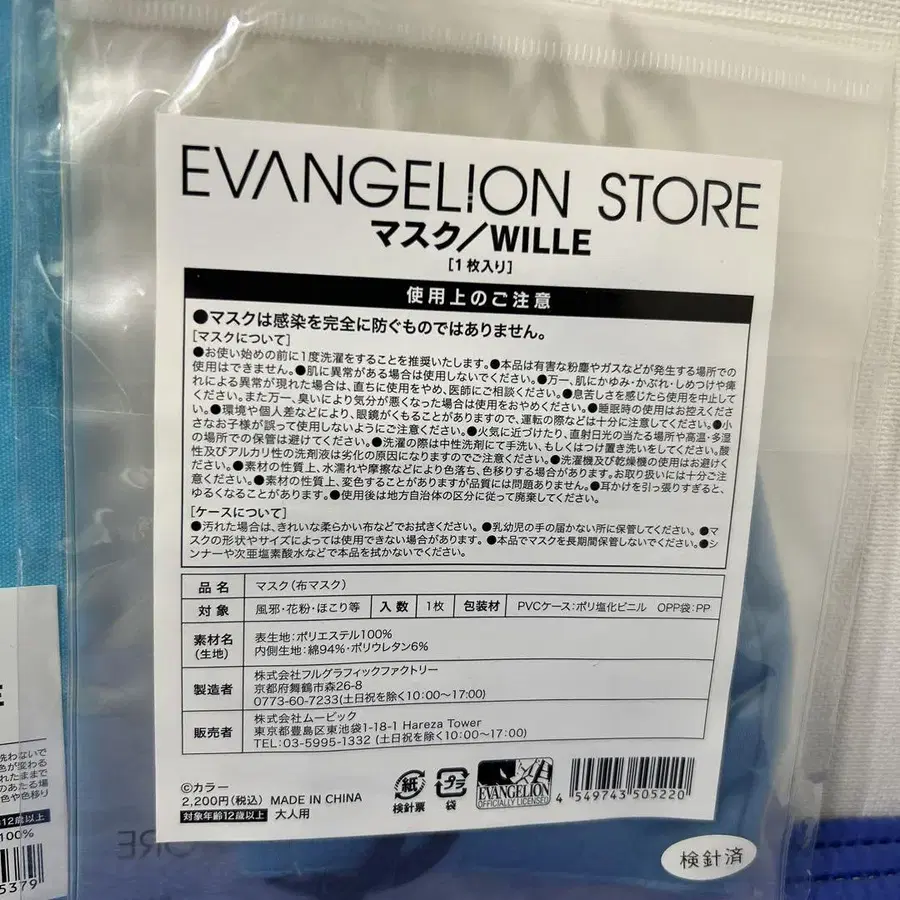 EVANGELION STORE
マスク/WILLE
[1枚入り]
使用上のご注意
●マスクは感染を完全に防ぐものではありません。
[マスクについて]
●お使い始めの前に1度洗濯をすることを推奨いたします。●本品は有害な粉塵やガスなどが発生する場所での
使用はできません。●肌に異常がある場合は使用しないでください。●万一、肌にかゆみ・かぶれ・しめつけや痺
れによる異常が現れた場合は、直ちに使用をやめ、医師にご相談ください。●息苦しさを感じたら使用を中止して
ください。また万一、臭いにより気分が悪くなった場合は使用をおやめください。●睡眠時の使用はお控えくださ
い。●環境や個人差などにより、眼鏡がくもることがありますので、運転の際などは十分に注意してください。●小
さなお子様が誤って使用しないようにご注意ください。●火気に近づけたり、直射日光の当たる場所や高温・多湿
の場所での保管は避けてください。●洗濯の際は中性洗剤にて手洗い、もしくはつけ置き洗いをしてください。酸
性及びアルカリ性の洗剤液は劣化の原因になりますのでご注意ください。●洗濯機及び乾燥機の使用はお避けく
ださい。●素材の性質上、水濡れや摩擦などにより色落ち、色移りする場合があります。お取り扱いには十分ご注
意ください。●素材の性質上、変色することがありますが品質には問題ありません。●耳かけを引っ張りすぎると、
ゆるくなることがあります。●使用後は地方自治体の区分に従って廃棄してください。
[ケースについて]
●汚れた場合は、きれいな柔らかい布などでお拭きください。●乳幼児の手の届かない所に保管してください。●マ
スクの形状やサイズによっては使用できない場合があります。●本品でマスクを長期間保管しないでください。●シ
ンナーや次亜塩素酸水などで本品を拭かないでください。
品名 マスク(布マスク)
対象 風邪・花粉・ほこり等 入数 1枚 包装材 PVCケース:ポリ塩化ビニル OPP袋:PP
素材名(生地) 表生地:ポリエステル100%
内側生地:綿94%・ポリウレタン6%
製造者 株式会社フルグラフィックファクトリー
京都府舞鶴市森26-8
0773-60-7233(土日祝を除く10:00〜17:00)
販売者 株式会社ムービック
東京都豊島区東池袋1-18-1 Hareza Tower
TEL:03-5995-1332 (土日祝を除く10:00〜17:00)
©カラー
2,200円(税込) MADE IN CHINA
対象年齢12歳以上 大人用
紙
検針票
プラ
袋
EVANGELION
OFFICIALLY LICENSED
4 549743 505220
検針済
洗わないで
色が変わる
れたままで
のあたる場
色や色移り
12歳以上
100%
5379
ORE